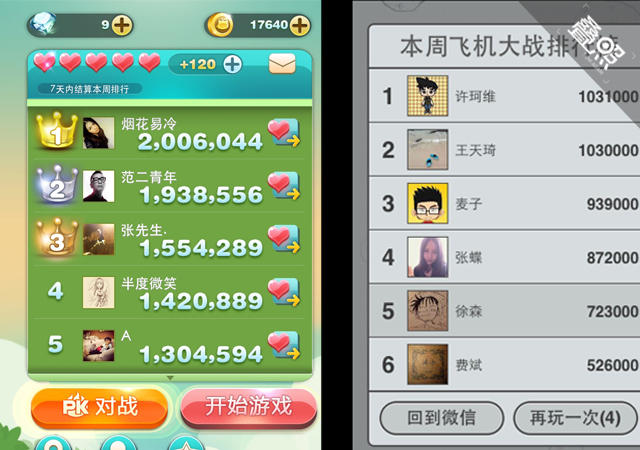 9
17640
+120
7天内结算本周排行
1
烟花易冷
2,006,044
2
范二青年
1,938,556
3
张先生.
1,554,289
4
半度微笑
1,420,889
5
A
1,304,594
PK 对战
开始游戏
叠照
本周飞机大战排行榜
1 许珂维 1031000
2 王天琦 1030000
3 麦子 939000
4 张蝶 872000
5 徐森 723000
6 费斌 526000
回到微信
再玩一次(4)